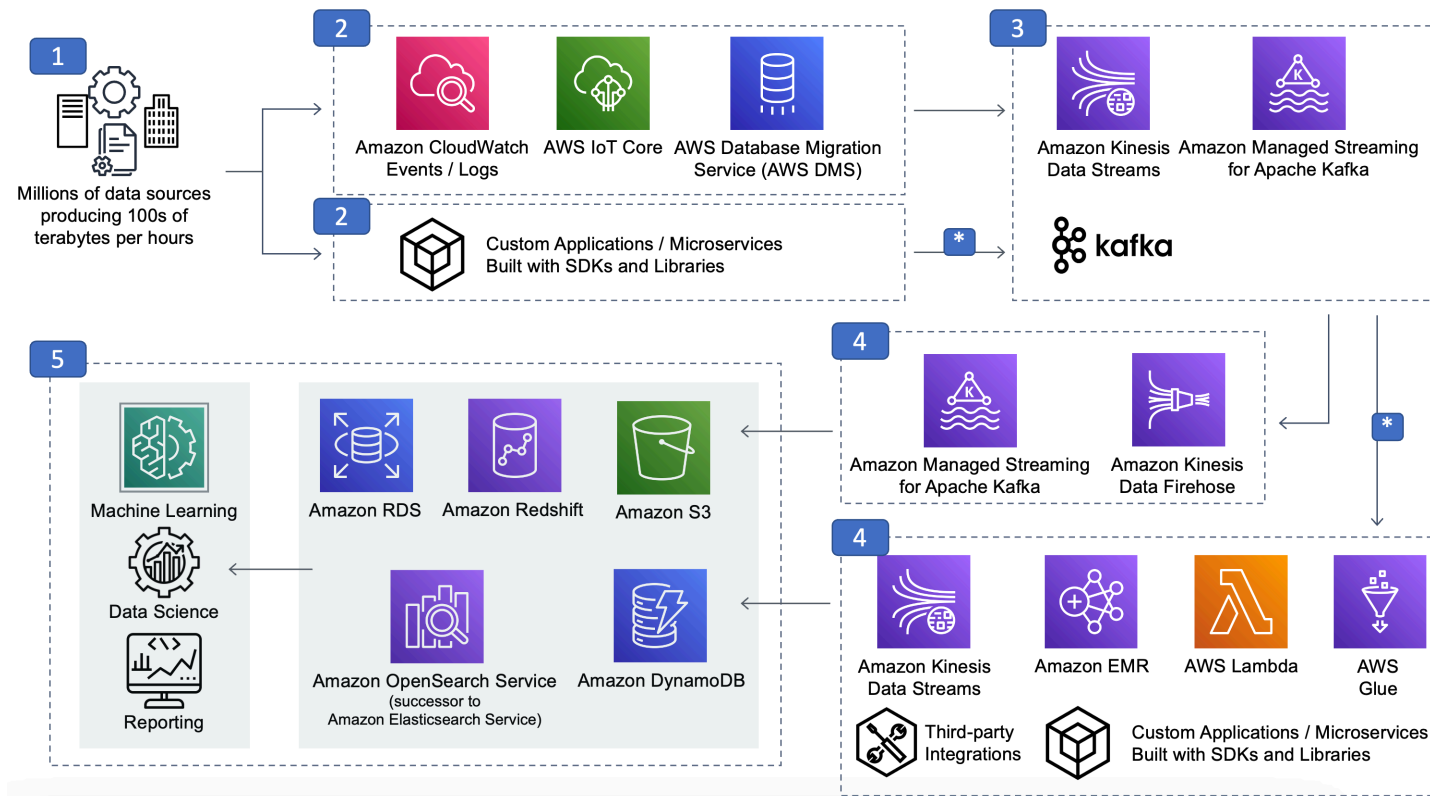 1
Millions of data sources
producing 100s of
terabytes per hours
2
Amazon CloudWatch
Events / Logs
AWS IoT Core
AWS Database Migration
Service (AWS DMS)
2
Custom Applications / Microservices
Built with SDKs and Libraries
*
3
Amazon Kinesis
Data Streams
K
Amazon Managed Streaming
for Apache Kafka
kafka
*
4
K
Amazon Managed Streaming
for Apache Kafka
Amazon Kinesis
Data Firehose
4
Amazon Kinesis
Data Streams
Amazon EMR
AWS Lambda
AWS
Glue
Third-party
Integrations
Custom Applications / Microservices
Built with SDKs and Libraries
5
Machine Learning
Data Science
Reporting
Amazon RDS
Amazon Redshift
Amazon S3
Amazon OpenSearch Service
(successor to
Amazon Elasticsearch Service)
Amazon DynamoDB